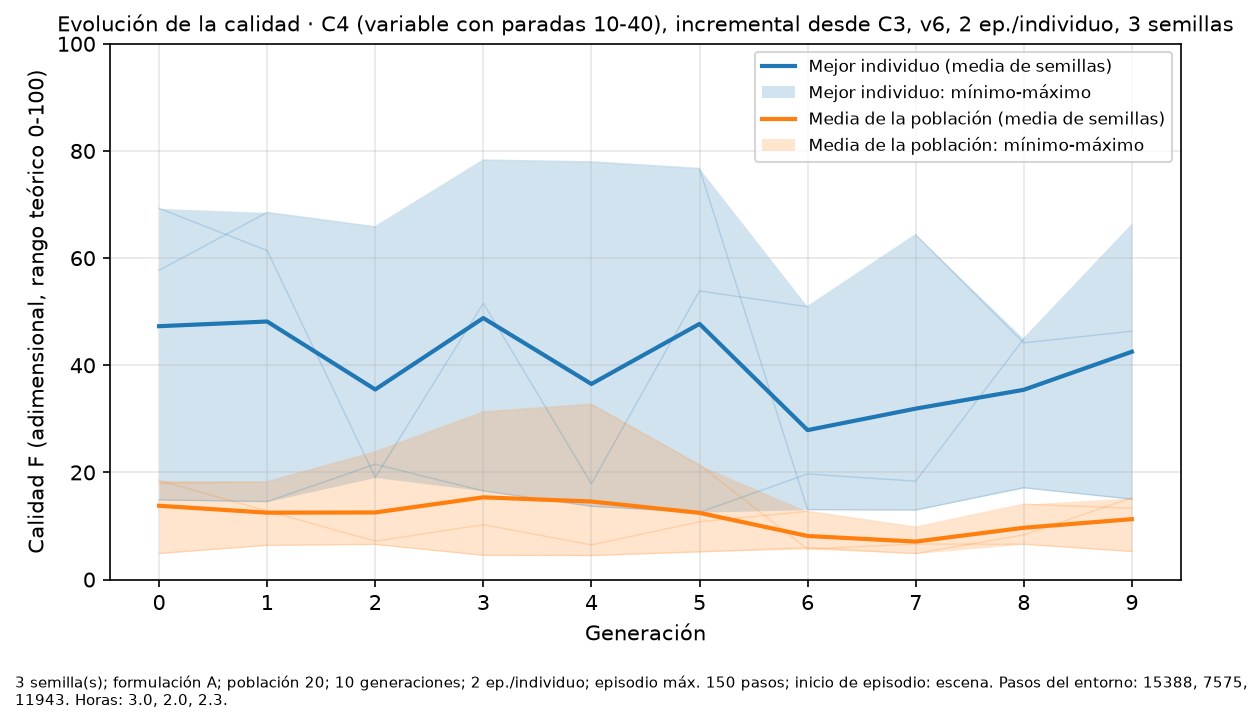 Evolución de la calidad · C4 (variable con paradas 10-40), incremental desde C3, v6, 2 ep./individuo, 3 semillas
Calidad F (adimensional, rango teórico 0-100)
100
80
60
40
20
0
Mejor individuo (media de semillas)
Mejor individuo: mínimo-máximo
Media de la población (media de semillas)
Media de la población: mínimo-máximo
0 1 2 3 4 5 6 7 8 9
Generación
3 semilla(s); formulación A; población 20; 10 generaciones; 2 ep./individuo; episodio máx. 150 pasos; inicio de episodio: escena. Pasos del entorno: 15388, 7575,
11943. Horas: 3.0, 2.0, 2.3.